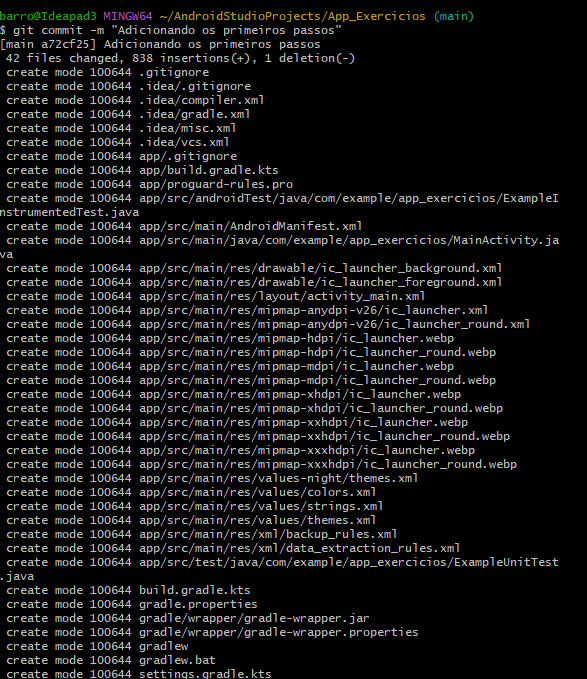 barro@Ideapad3 MINGW64 ~/AndroidStudioProjects/App_Exercicios (main)
$ git commit -m "Adicionando os primeiros passos"
[main a72cf25] Adicionando os primeiros passos
 42 files changed, 838 insertions(+), 1 deletion(-)
 create mode 100644 .gitignore
 create mode 100644 .idea/.gitignore
 create mode 100644 .idea/compiler.xml
 create mode 100644 .idea/gradle.xml
 create mode 100644 .idea/misc.xml
 create mode 100644 .idea/vcs.xml
 create mode 100644 app/.gitignore
 create mode 100644 app/build.gradle.kts
 create mode 100644 app/proguard-rules.pro
 create mode 100644 app/src/androidTest/java/com/example/app_exercicios/ExampleI
nstrumentedTest.java
 create mode 100644 app/src/main/AndroidManifest.xml
 create mode 100644 app/src/main/java/com/example/app_exercicios/MainActivity.ja
va
 create mode 100644 app/src/main/res/drawable/ic_launcher_background.xml
 create mode 100644 app/src/main/res/drawable/ic_launcher_foreground.xml
 create mode 100644 app/src/main/res/layout/activity_main.xml
 create mode 100644 app/src/main/res/mipmap-anydpi-v26/ic_launcher.xml
 create mode 100644 app/src/main/res/mipmap-anydpi-v26/ic_launcher_round.xml
 create mode 100644 app/src/main/res/mipmap-hdpi/ic_launcher.webp
 create mode 100644 app/src/main/res/mipmap-hdpi/ic_launcher_round.webp
 create mode 100644 app/src/main/res/mipmap-mdpi/ic_launcher.webp
 create mode 100644 app/src/main/res/mipmap-mdpi/ic_launcher_round.webp
 create mode 100644 app/src/main/res/mipmap-xhdpi/ic_launcher.webp
 create mode 100644 app/src/main/res/mipmap-xhdpi/ic_launcher_round.webp
 create mode 100644 app/src/main/res/mipmap-xxhdpi/ic_launcher.webp
 create mode 100644 app/src/main/res/mipmap-xxhdpi/ic_launcher_round.webp
 create mode 100644 app/src/main/res/mipmap-xxxhdpi/ic_launcher.webp
 create mode 100644 app/src/main/res/mipmap-xxxhdpi/ic_launcher_round.webp
 create mode 100644 app/src/main/res/values-night/themes.xml
 create mode 100644 app/src/main/res/values/colors.xml
 create mode 100644 app/src/main/res/values/strings.xml
 create mode 100644 app/src/main/res/values/themes.xml
 create mode 100644 app/src/main/res/xml/backup_rules.xml
 create mode 100644 app/src/main/res/xml/data_extraction_rules.xml
 create mode 100644 app/src/test/java/com/example/app_exercicios/ExampleUnitTest
.java
 create mode 100644 build.gradle.kts
 create mode 100644 gradle.properties
 create mode 100644 gradle/wrapper/gradle-wrapper.jar
 create mode 100644 gradle/wrapper/gradle-wrapper.properties
 create mode 100644 gradlew
 create mode 100644 gradlew.bat
 create mode 100644 settings.gradle.kts